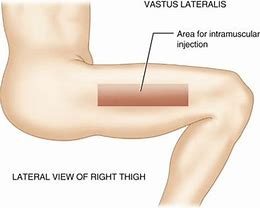 VASTUS LATERALIS
Area for intramuscular
injection
LATERAL VIEW OF RIGHT THIGH